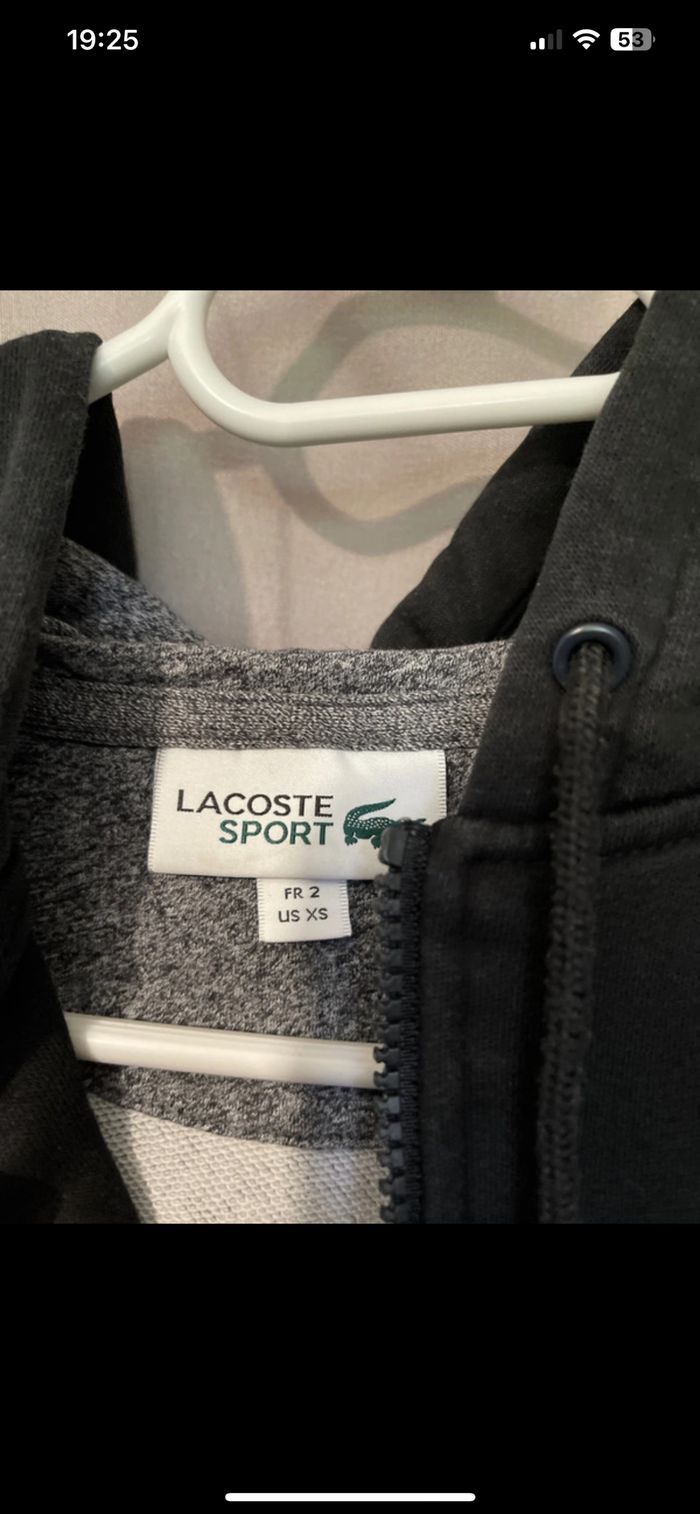 19:25
53
LACOSTE
SPORT
FR 2
US XS